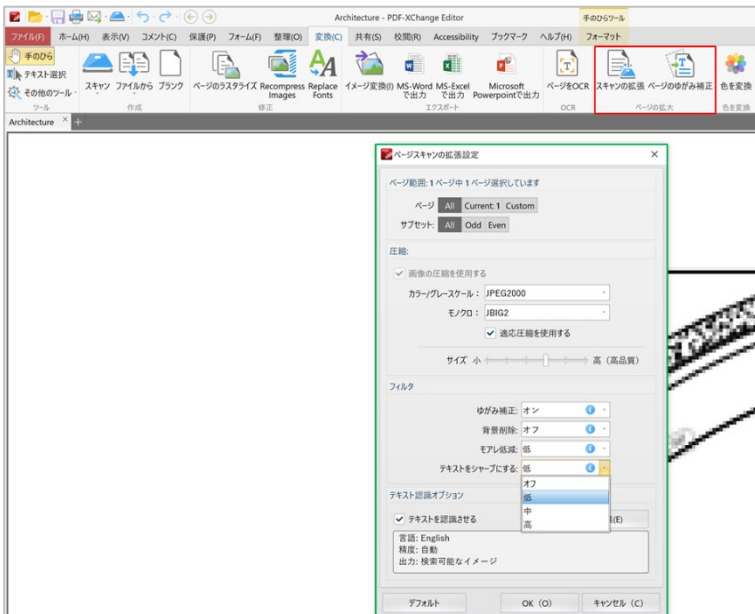 Architecture - PDF-XChange Editor
手のひらツール
ファイル(F) ホーム(H) 表示(V) コメント(C) 保護(P) フォーム(F) 整理(O) 変換(C) 共有(S) 校閲(R) Accessibility ブックマーク ヘルプ(H) フォーマット
手のひら
テキスト選択
その他のツール
スキャン ファイルから ブランク ページのラスタライズ Recompress Images Replace Fonts イメージ変換(I) MS-Wordで出力 MS-Excelで出力 Microsoft Powerpointで出力 ページをOCR スキャンの拡張 ページのゆがみ補正 色を変換
ツール 作成 修正 エクスポート OCR ページの拡大 色を変換
Architecture
ページスキャンの拡張設定
ページ範囲: 1 ページ中 1 ページ選択しています
ページ All Current: 1 Custom
サブセット: All Odd Even
圧縮:
画像の圧縮を使用する
カラー/グレースケール： JPEG2000
モノクロ： JBIG2
適応圧縮を使用する
サイズ 小 高（高品質）
フィルタ
ゆがみ補正: オン
背景削除: オフ
モアレ低減: 低
テキストをシャープにする: 低
オフ
低
中
高
テキスト認識オプション
テキストを認識させる
(E)
言語: English
精度: 自動
出力: 検索可能なイメージ
デフォルト OK（O） キャンセル（C）